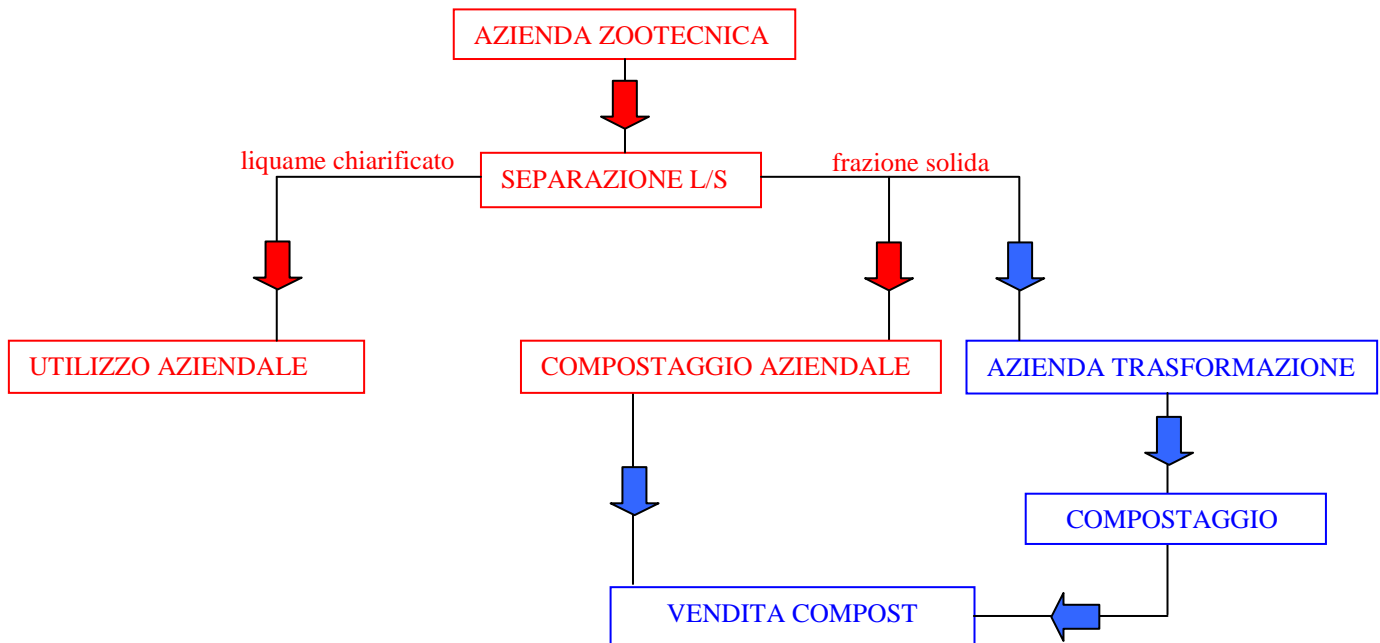 AZIENDA ZOOTECNICA
liquame chiarificato
SEPARAZIONE L/S
frazione solida
UTILIZZO AZIENDALE
COMPOSTAGGIO AZIENDALE
AZIENDA TRASFORMAZIONE
COMPOSTAGGIO
VENDITA COMPOST